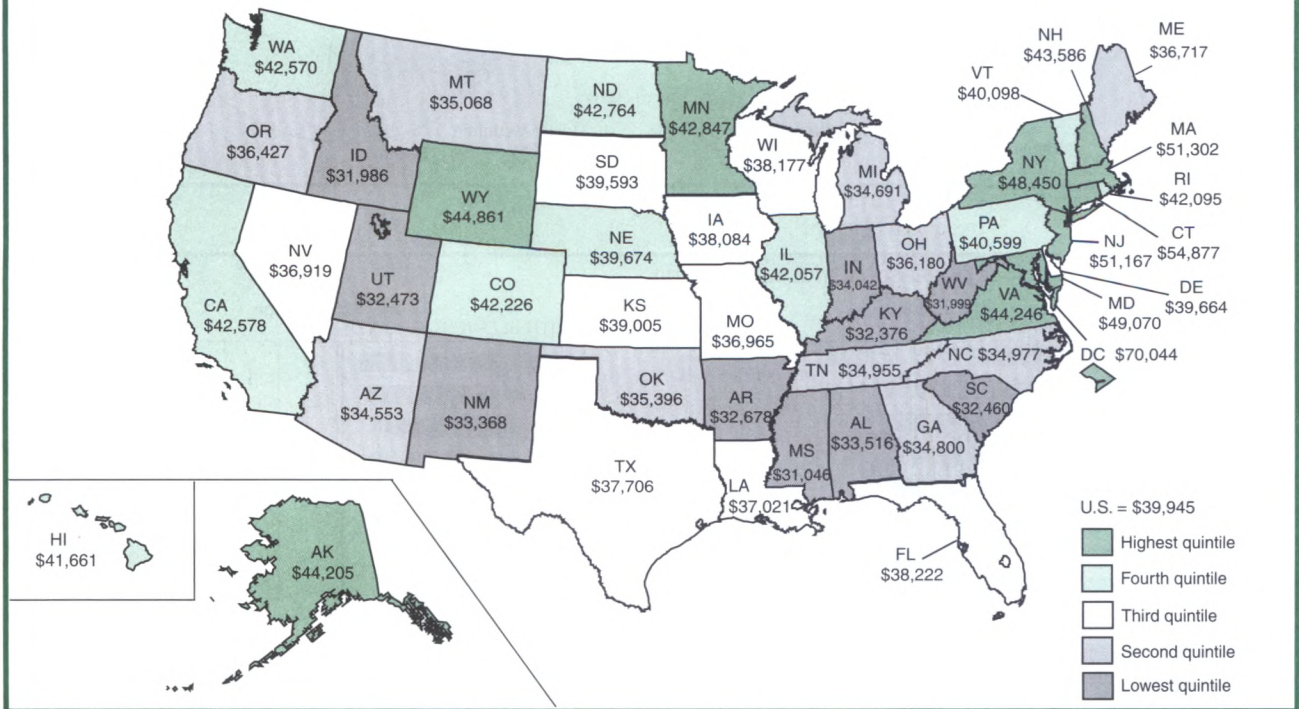 WA
$42,570
MT
$35,068
ND
$42,764
MN
$42,847
OR
$36,427
ID
$31,986
WY
$44,861
SD
$39,593
WI
$38,177
MI
$34,691
NV
$36,919
UT
$32,473
CO
$42,226
NE
$39,674
IA
$38,084
IL
$42,057
IN
$34,042
OH
$36,180
PA
$40,599
NY
$48,450
VT
$40,098
NH
$43,586
ME
$36,717
MA
$51,302
RI
$42,095
CT
$54,877
NJ
$51,167
DE
$39,664
MD
$49,070
DC $70,044
CA
$42,578
AZ
$34,553
NM
$33,368
KS
$39,005
MO
$36,965
KY
$32,376
WV
$31,999
VA
$44,246
OK
$35,396
AR
$32,678
TN $34,955
NC $34,977
SC
$32,460
TX
$37,706
LA
$37,021
MS
$31,046
AL
$33,516
GA
$34,800
FL
$38,222
HI
$41,661
AK
$44,205
U.S. = $39,945
Highest quintile
Fourth quintile
Third quintile
Second quintile
Lowest quintile